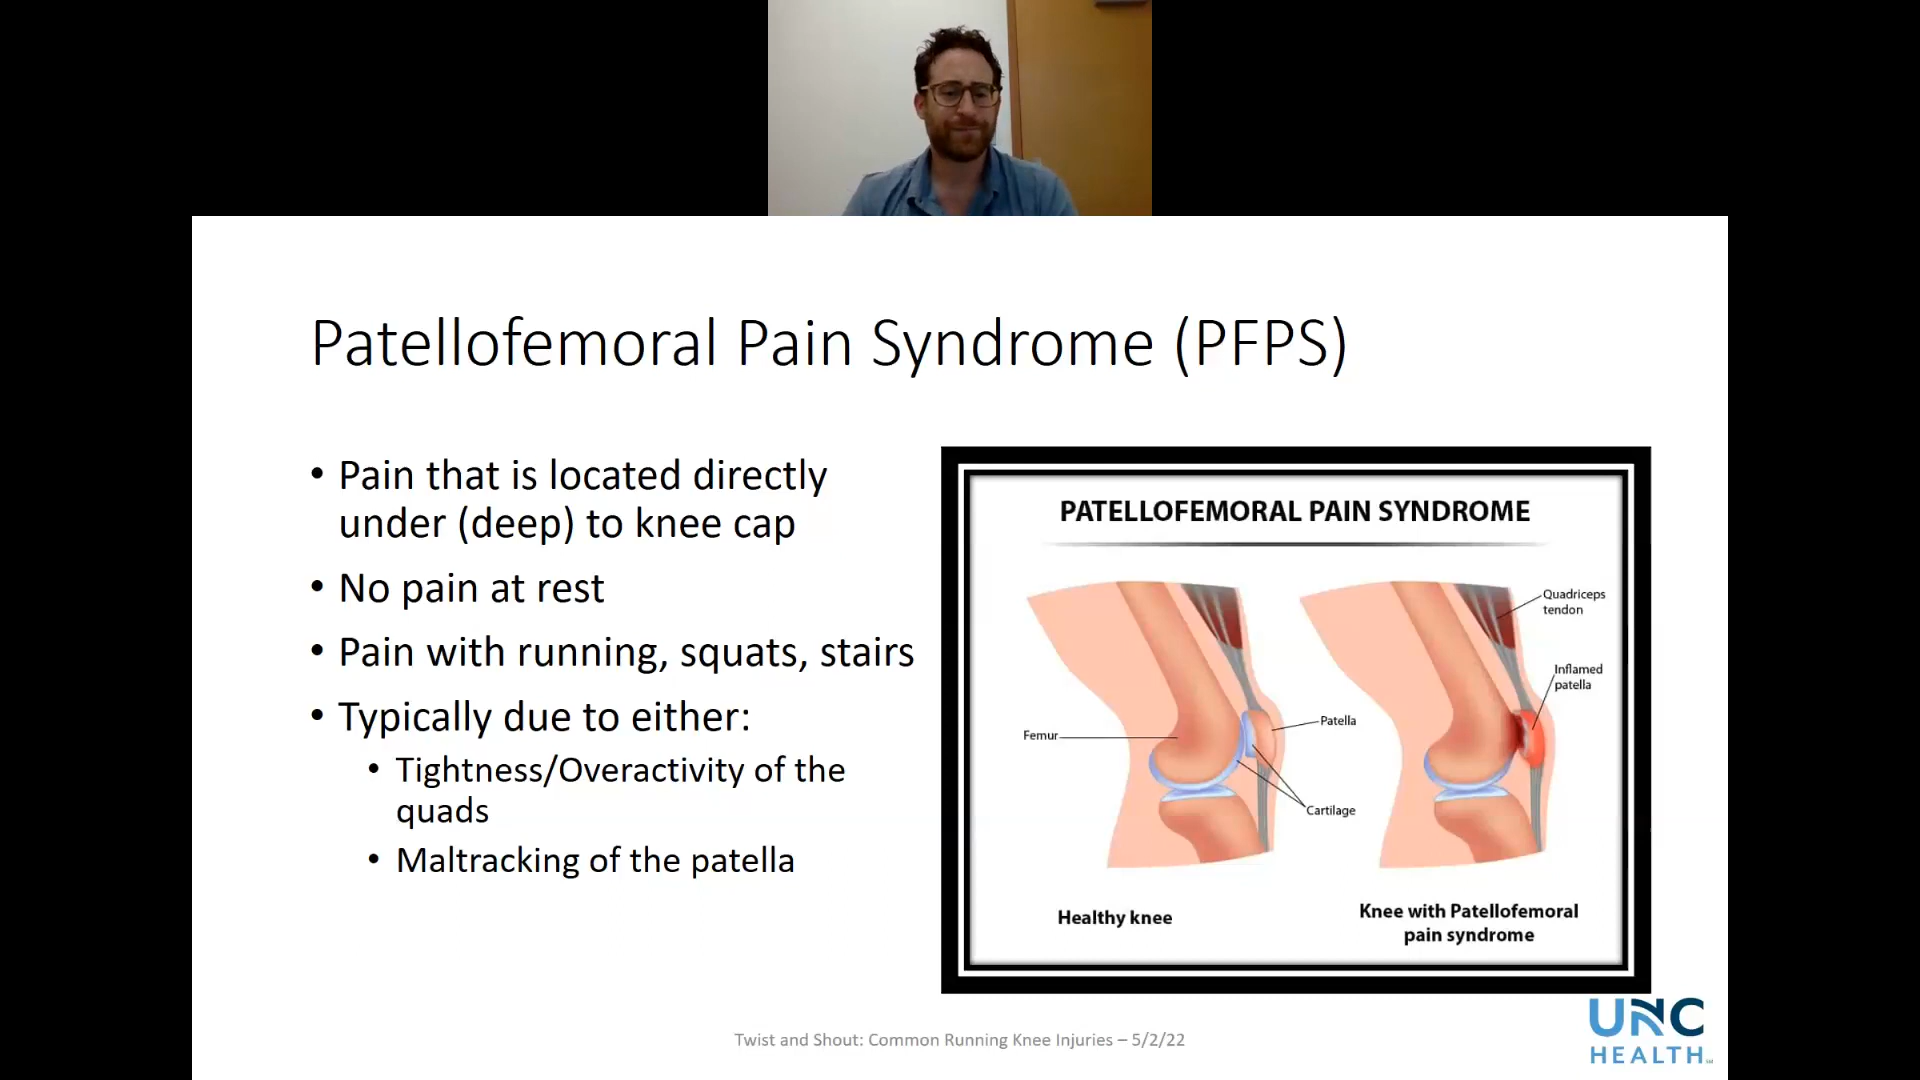 Patellofemoral Pain Syndrome (PFPS)
• Pain that is located directly
under (deep) to knee cap
• No pain at rest
• Pain with running, squats, stairs
• Typically due to either:
• Tightness/Overactivity of the
quads
• Maltracking of the patella
PATELLOFEMORAL PAIN SYNDROME
Quadriceps
tendon
Inflamed
patella
Patella
Femur
Cartilage
Healthy knee
Knee with Patellofemoral
pain syndrome
Twist and Shout: Common Running Knee Injuries – 5/2/22
UNC
HEALTH